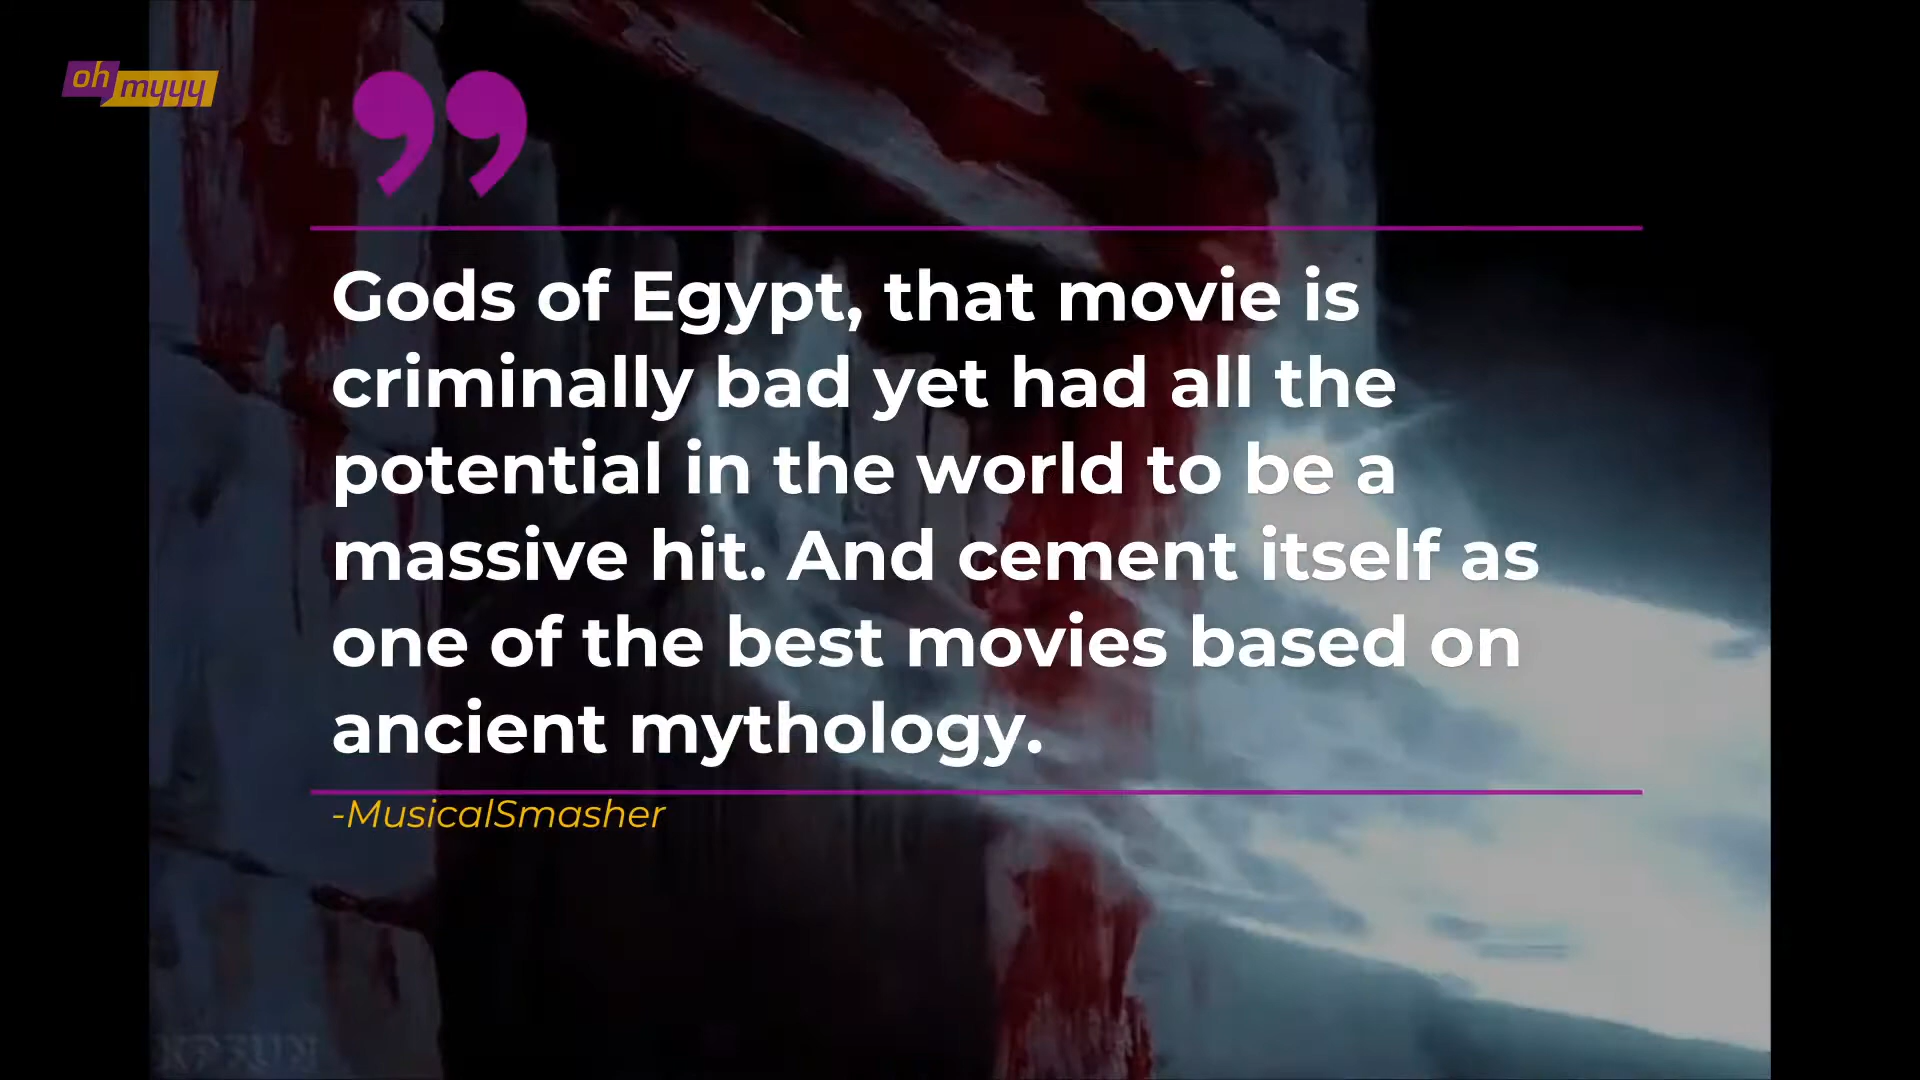 oh
myyy
”
Gods of Egypt, that movie is
criminally bad yet had all the
potential in the world to be a
massive hit. And cement itself as
one of the best movies based on
ancient mythology.
-MusicalSmasher